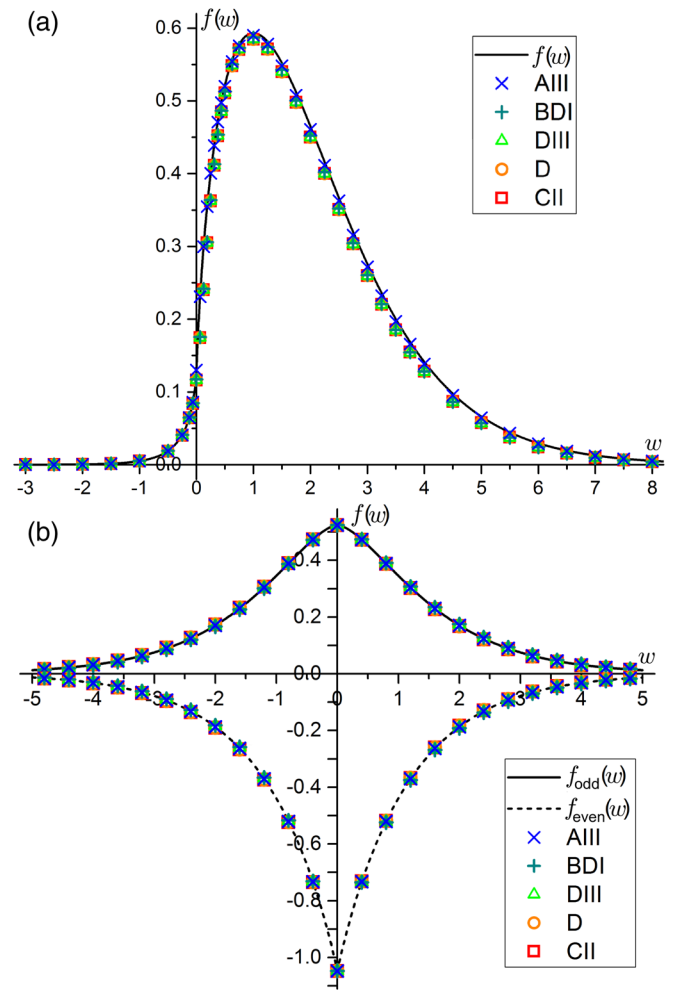 (a)
f(w)
0.6
0.5
0.4
0.3
0.2
0.1
0.0
-3 -2 -1 0 1 2 3 4 5 6 7 8
w
f(w)
AIII
BDI
DIII
D
CII
(b)
f(w)
0.4
0.2
0.0
-0.2
-0.4
-0.6
-0.8
-1.0
-5 -4 -3 -2 -1 0 1 2 3 4 5
w
f_odd(w)
f_even(w)
AIII
BDI
DIII
D
CII